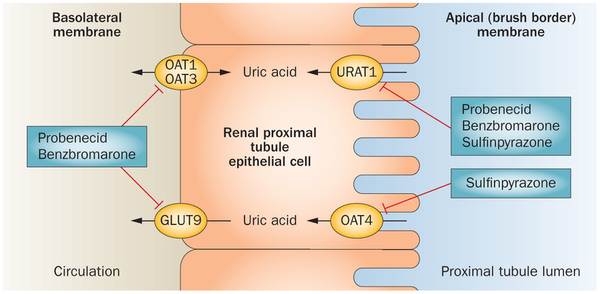 Basolateral
membrane
Apical (brush border)
membrane
OAT1
OAT3
Uric acid
URAT1
Probenecid
Benzbromarone
Renal proximal
tubule
epithelial cell
Probenecid
Benzbromarone
Sulfinpyrazone
Sulfinpyrazone
GLUT9
Uric acid
OAT4
Circulation
Proximal tubule lumen